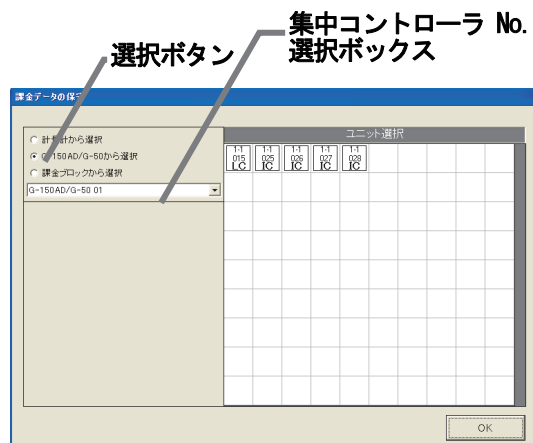 集中コントローラ No.
選択ボタン 選択ボックス
課金データの保守
計量計から選択
G-150AD/G-50から選択
課金ブロックから選択
G-150AD/G-50 01
ユニット選択
1-1 1-1 1-1 1-1 1-1
015 025 026 027 028
LC IC IC IC IC
OK